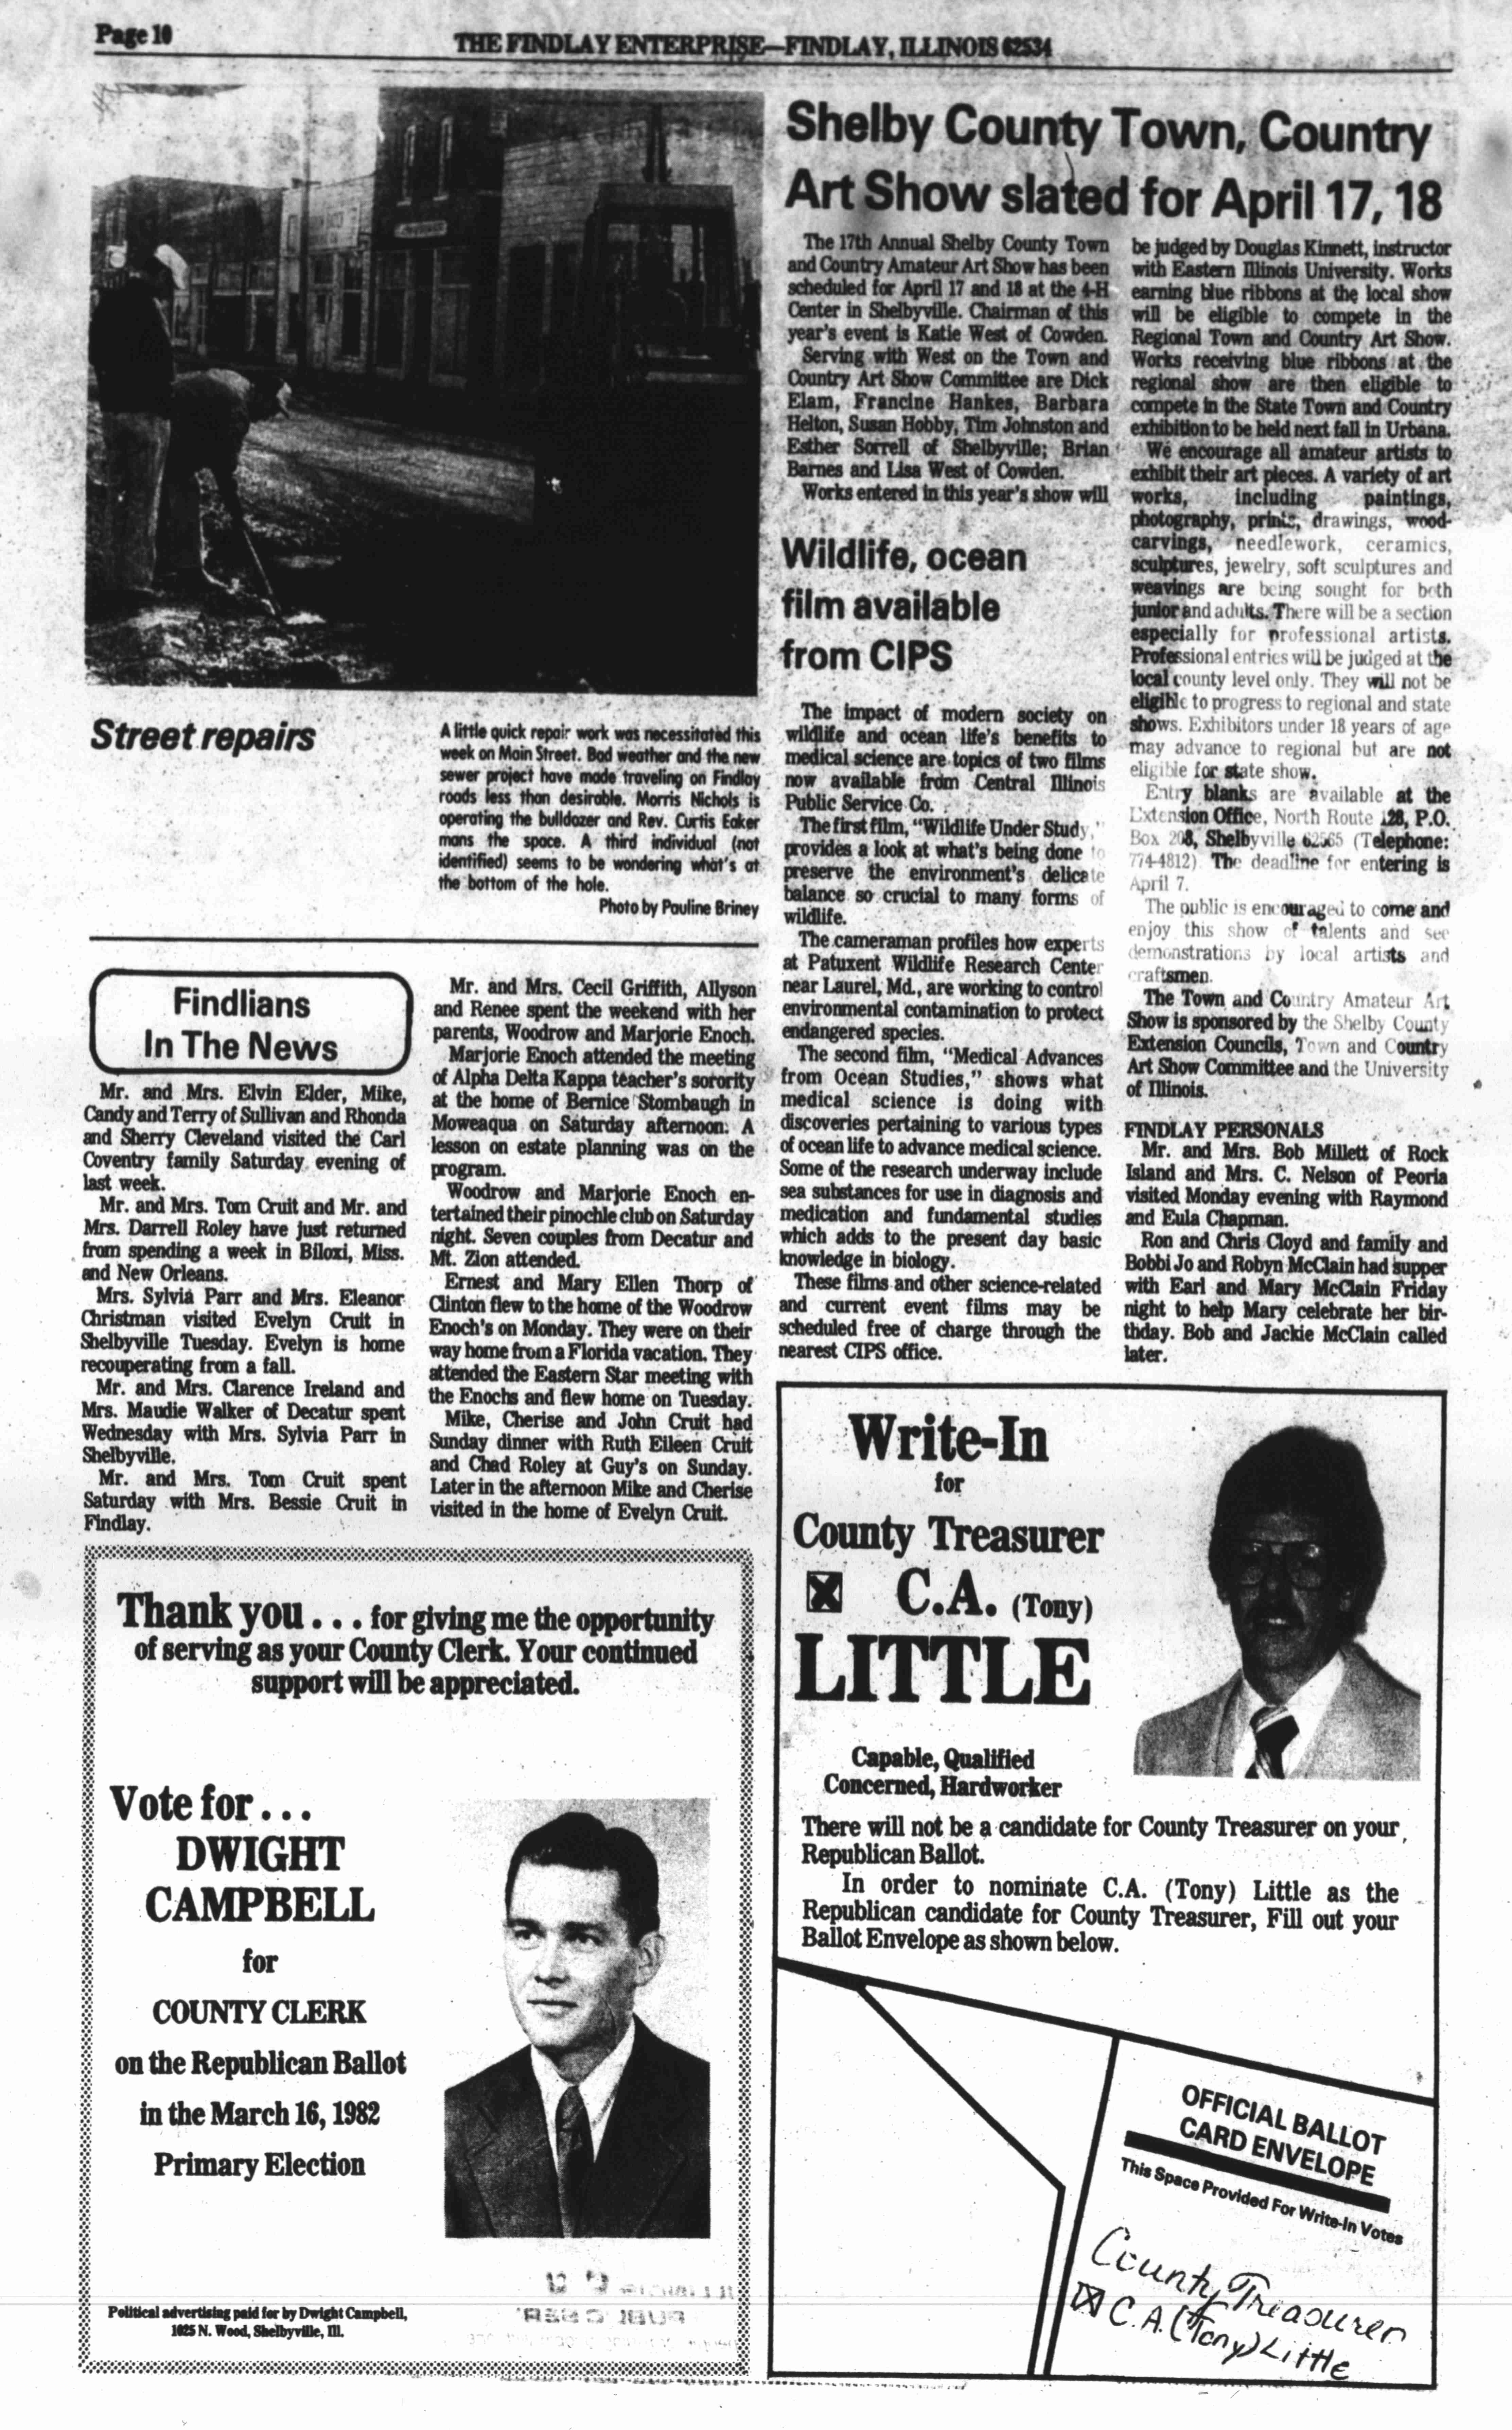 Page 10
THE FINDLAY ENTERPRISE—FINDLAY, ILLINOIS 62534
Street repairs
A little quick repair work was necessitated this
week on Main Street. Bad weather and the new
sewer project have made traveling on Findlay
roads less than desirable. Morris Nichols is
operating the bulldozer and Rev. Curtis Eaker
mans the space. A third individual (not
identified) seems to be wondering what's at
the bottom of the hole.
Photo by Pauline Briney
Shelby County Town, Country
Art Show slated for April 17, 18
The 17th Annual Shelby County Town
and Country Amateur Art Show has been
scheduled for April 17 and 18 at the 4-H
Center in Shelbyville. Chairman of this
year's event is Katie West of Cowden.
Serving with West on the Town and
Country Art Show Committee are Dick
Elam, Francine Hankes, Barbara
Helton, Susan Hobby, Tim Johnston and
Esther Sorrell of Shelbyville; Brian
Barnes and Lisa West of Cowden.
Works entered in this year's show will
be judged by Douglas Kinnett, instructor
with Eastern Illinois University. Works
earning blue ribbons at the local show
will be eligible to compete in the
Regional Town and Country Art Show.
Works receiving blue ribbons at the
regional show are then eligible to
compete in the State Town and Country
exhibition to be held next fall in Urbana.
We encourage all amateur artists to
exhibit their art pieces. A variety of art
works, including paintings,
photography, prints, drawings, wood-
carvings, needlework, ceramics,
sculptures, jewelry, soft sculptures and
weavings are being sought for both
junior and adults. There will be a section
especially for professional artists.
Professional entries will be judged at the
local county level only. They will not be
eligible to progress to regional and state
shows. Exhibitors under 18 years of age
may advance to regional but are not
eligible for state show.
Entry blanks are available at the
Extension Office, North Route 128, P.O.
Box 208, Shelbyville 62565 (Telephone:
774-4812). The deadline for entering is
April 7.
The public is encouraged to come and
enjoy this show of talents and see
demonstrations by local artists and
craftsmen.
The Town and Country Amateur Art
Show is sponsored by the Shelby County
Extension Councils, Town and Country
Art Show Committee and the University
of Illinois.
Wildlife, ocean
film available
from CIPS
The impact of modern society on
wildlife and ocean life's benefits to
medical science are topics of two films
now available from Central Illinois
Public Service Co.
The first film, "Wildlife Under Study,"
provides a look at what's being done to
preserve the environment's delicate
balance so crucial to many forms of
wildlife.
The cameraman profiles how experts
at Patuxent Wildlife Research Center
near Laurel, Md., are working to control
environmental contamination to protect
endangered species.
The second film, "Medical Advances
from Ocean Studies," shows what
medical science is doing with
discoveries pertaining to various types
of ocean life to advance medical science.
Some of the research underway include
sea substances for use in diagnosis and
medication and fundamental studies
which adds to the present day basic
knowledge in biology.
These films and other science-related
and current event films may be
scheduled free of charge through the
nearest CIPS office.
FINDLAY PERSONALS
Mr. and Mrs. Bob Millett of Rock
Island and Mrs. C. Nelson of Peoria
visited Monday evening with Raymond
and Eula Chapman.
Ron and Chris Cloyd and family and
Bobbi Jo and Robyn McClain had supper
with Earl and Mary McClain Friday
night to help Mary celebrate her bir-
thday. Bob and Jackie McClain called
later.
Findlians
In The News
Mr. and Mrs. Elvin Elder, Mike,
Candy and Terry of Sullivan and Rhonda
and Sherry Cleveland visited the Carl
Coventry family Saturday evening of
last week.
Mr. and Mrs. Tom Cruit and Mr. and
Mrs. Darrell Roley have just returned
from spending a week in Biloxi, Miss.
and New Orleans.
Mrs. Sylvia Parr and Mrs. Eleanor
Christman visited Evelyn Cruit in
Shelbyville Tuesday. Evelyn is home
recouperating from a fall.
Mr. and Mrs. Clarence Ireland and
Mrs. Maudie Walker of Decatur spent
Wednesday with Mrs. Sylvia Parr in
Shelbyville.
Mr. and Mrs. Tom Cruit spent
Saturday with Mrs. Bessie Cruit in
Findlay.
Mr. and Mrs. Cecil Griffith, Allyson
and Renee spent the weekend with her
parents, Woodrow and Marjorie Enoch.
Marjorie Enoch attended the meeting
of Alpha Delta Kappa teacher's sorority
at the home of Bernice Stombaugh in
Moweaqua on Saturday afternoon. A
lesson on estate planning was on the
program.
Woodrow and Marjorie Enoch en-
tertained their pinochle club on Saturday
night. Seven couples from Decatur and
Mt. Zion attended.
Ernest and Mary Ellen Thorp of
Clinton flew to the home of the Woodrow
Enoch's on Monday. They were on their
way home from a Florida vacation. They
attended the Eastern Star meeting with
the Enochs and flew home on Tuesday.
Mike, Cherise and John Cruit had
Sunday dinner with Ruth Eileen Cruit
and Chad Roley at Guy's on Sunday.
Later in the afternoon Mike and Cherise
visited in the home of Evelyn Cruit.
Thank you . . . for giving me the opportunity
of serving as your County Clerk. Your continued
support will be appreciated.
Vote for . . .
DWIGHT
CAMPBELL
for
COUNTY CLERK
on the Republican Ballot
in the March 16, 1982
Primary Election
Political advertising paid for by Dwight Campbell,
1025 N. Wood, Shelbyville, Ill.
Write-In
for
County Treasurer
C.A. (Tony)
LITTLE
Capable, Qualified
Concerned, Hardworker
There will not be a candidate for County Treasurer on your
Republican Ballot.
In order to nominate C.A. (Tony) Little as the
Republican candidate for County Treasurer, Fill out your
Ballot Envelope as shown below.
OFFICIAL BALLOT
CARD ENVELOPE
This Space Provided For Write-In Votes
County Treasurer
C.A. (Tony) Little